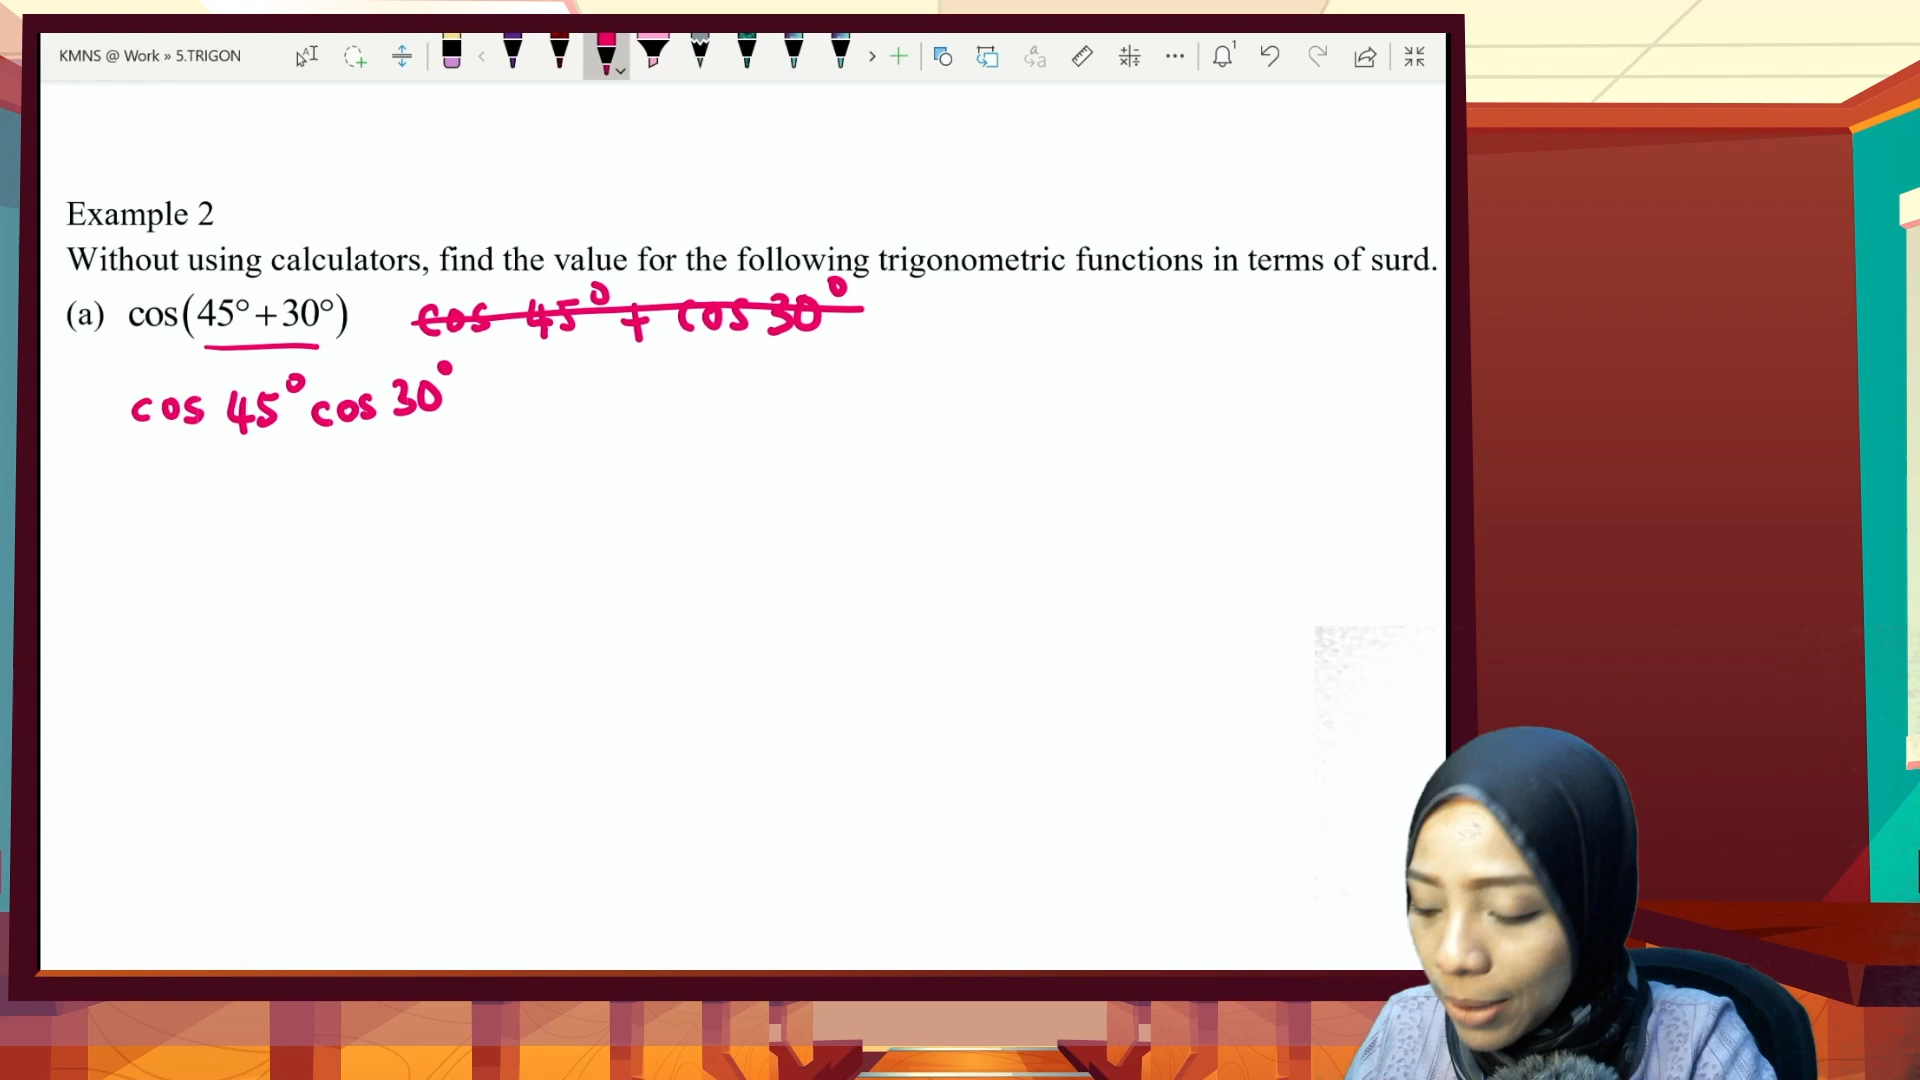 KMNS @ Work » 5.TRIGON
Example 2
Without using calculators, find the value for the following trigonometric functions in terms of surd.
(a) cos(45°+30°) cos 45° + cos 30°
cos 45° cos 30°